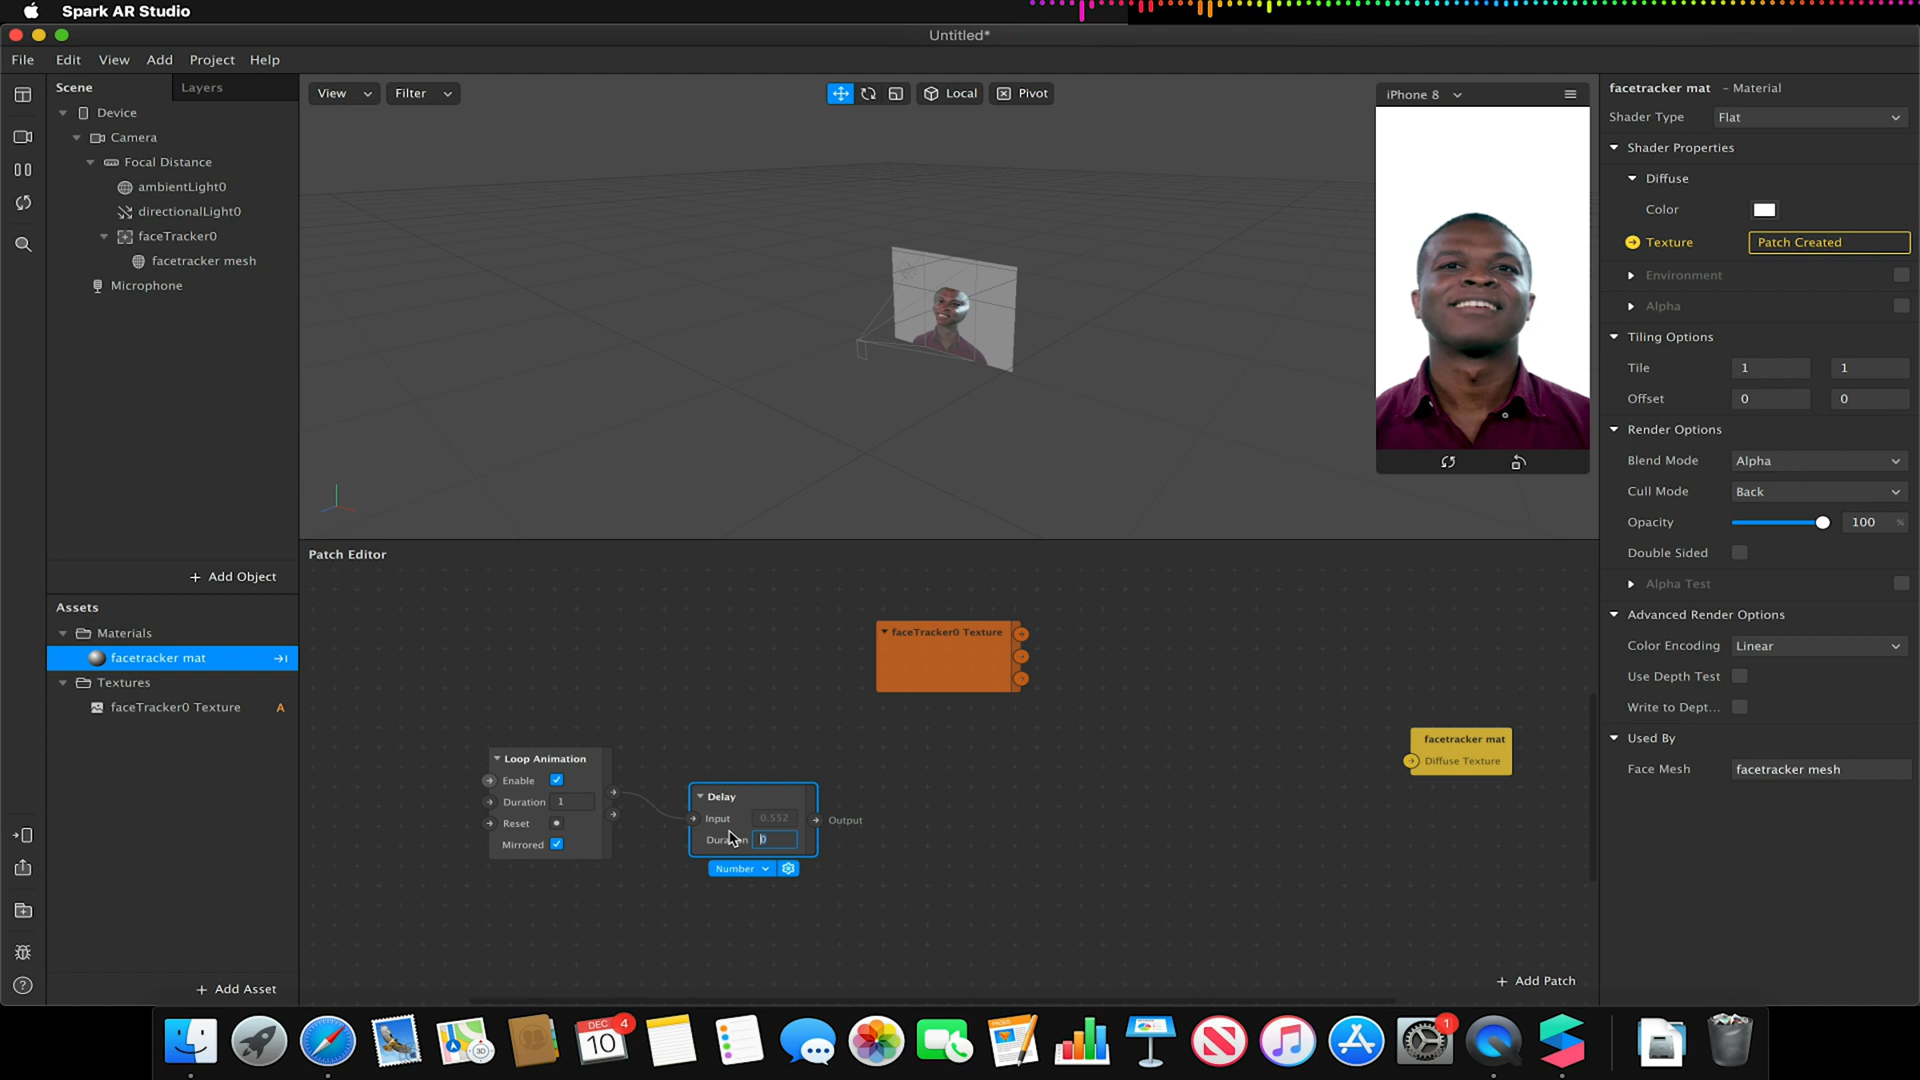 Spark AR Studio
Untitled*
File Edit View Add Project Help
Scene Layers
Device
Camera
Focal Distance
ambientLight0
directionalLight0
faceTracker0
facetracker mesh
Microphone
+ Add Object
Assets
Materials
facetracker mat
Textures
faceTracker0 Texture A
+ Add Asset
View Filter Local Pivot
iPhone 8
Patch Editor
faceTracker0 Texture
Loop Animation
Enable
Duration 1
Reset
Mirrored
Delay
Input 0.552
Output
0
Number
facetracker mat
Diffuse Texture
+ Add Patch
facetracker mat - Material
Shader Type Flat
Shader Properties
Diffuse
Color
Texture Patch Created
Environment
Alpha
Tiling Options
Tile 1 1
Offset 0 0
Render Options
Blend Mode Alpha
Cull Mode Back
Opacity 100 %
Double Sided
Alpha Test
Advanced Render Options
Color Encoding Linear
Use Depth Test
Write to Dept...
Used By
Face Mesh facetracker mesh
DEC. 4
10
3D
1